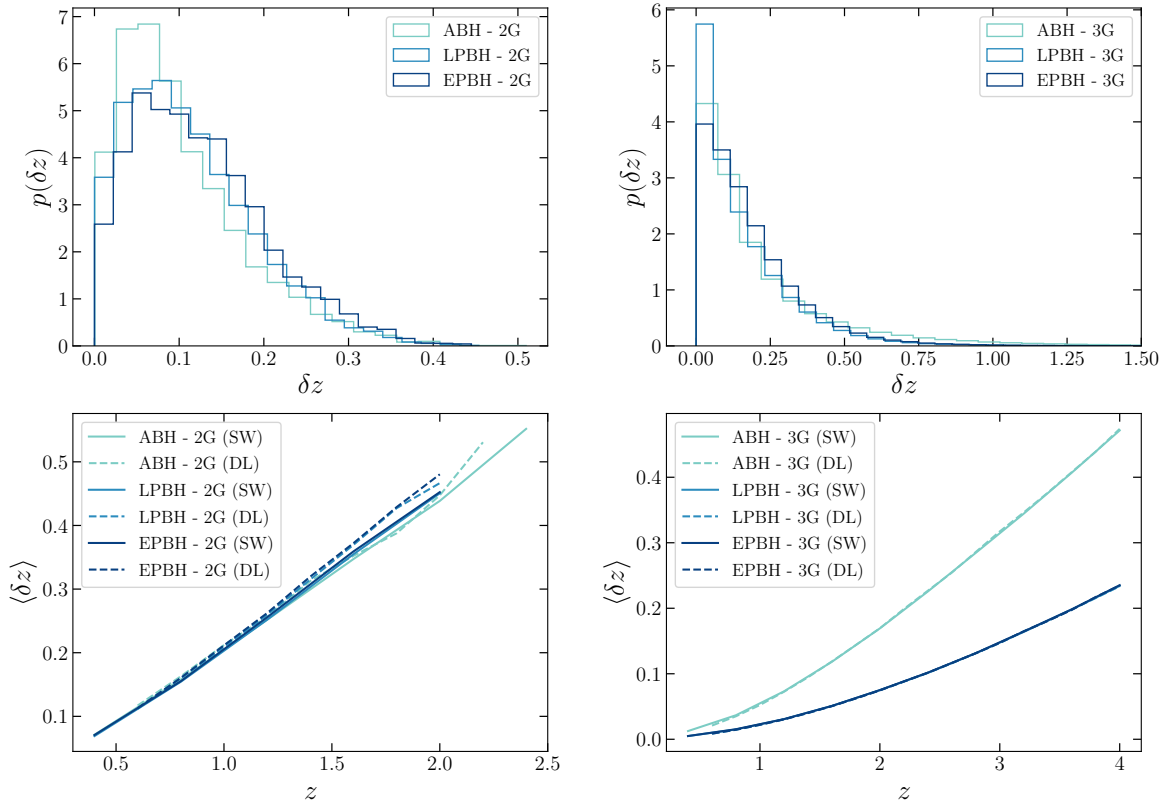 7
6
5
4
3
2
1
0
p(δz)
0.0
0.1
0.2
0.3
0.4
0.5
δz
ABH - 2G
LPBH - 2G
EPBH - 2G
6
5
4
3
2
1
0
p(δz)
0.00
0.25
0.50
0.75
1.00
1.25
1.50
δz
ABH - 3G
LPBH - 3G
EPBH - 3G
0.5
0.4
0.3
0.2
0.1
⟨δz⟩
0.5
1.0
1.5
2.0
2.5
z
ABH - 2G (SW)
ABH - 2G (DL)
LPBH - 2G (SW)
LPBH - 2G (DL)
EPBH - 2G (SW)
EPBH - 2G (DL)
0.4
0.3
0.2
0.1
0.0
⟨δz⟩
1
2
3
4
z
ABH - 3G (SW)
ABH - 3G (DL)
LPBH - 3G (SW)
LPBH - 3G (DL)
EPBH - 3G (SW)
EPBH - 3G (DL)